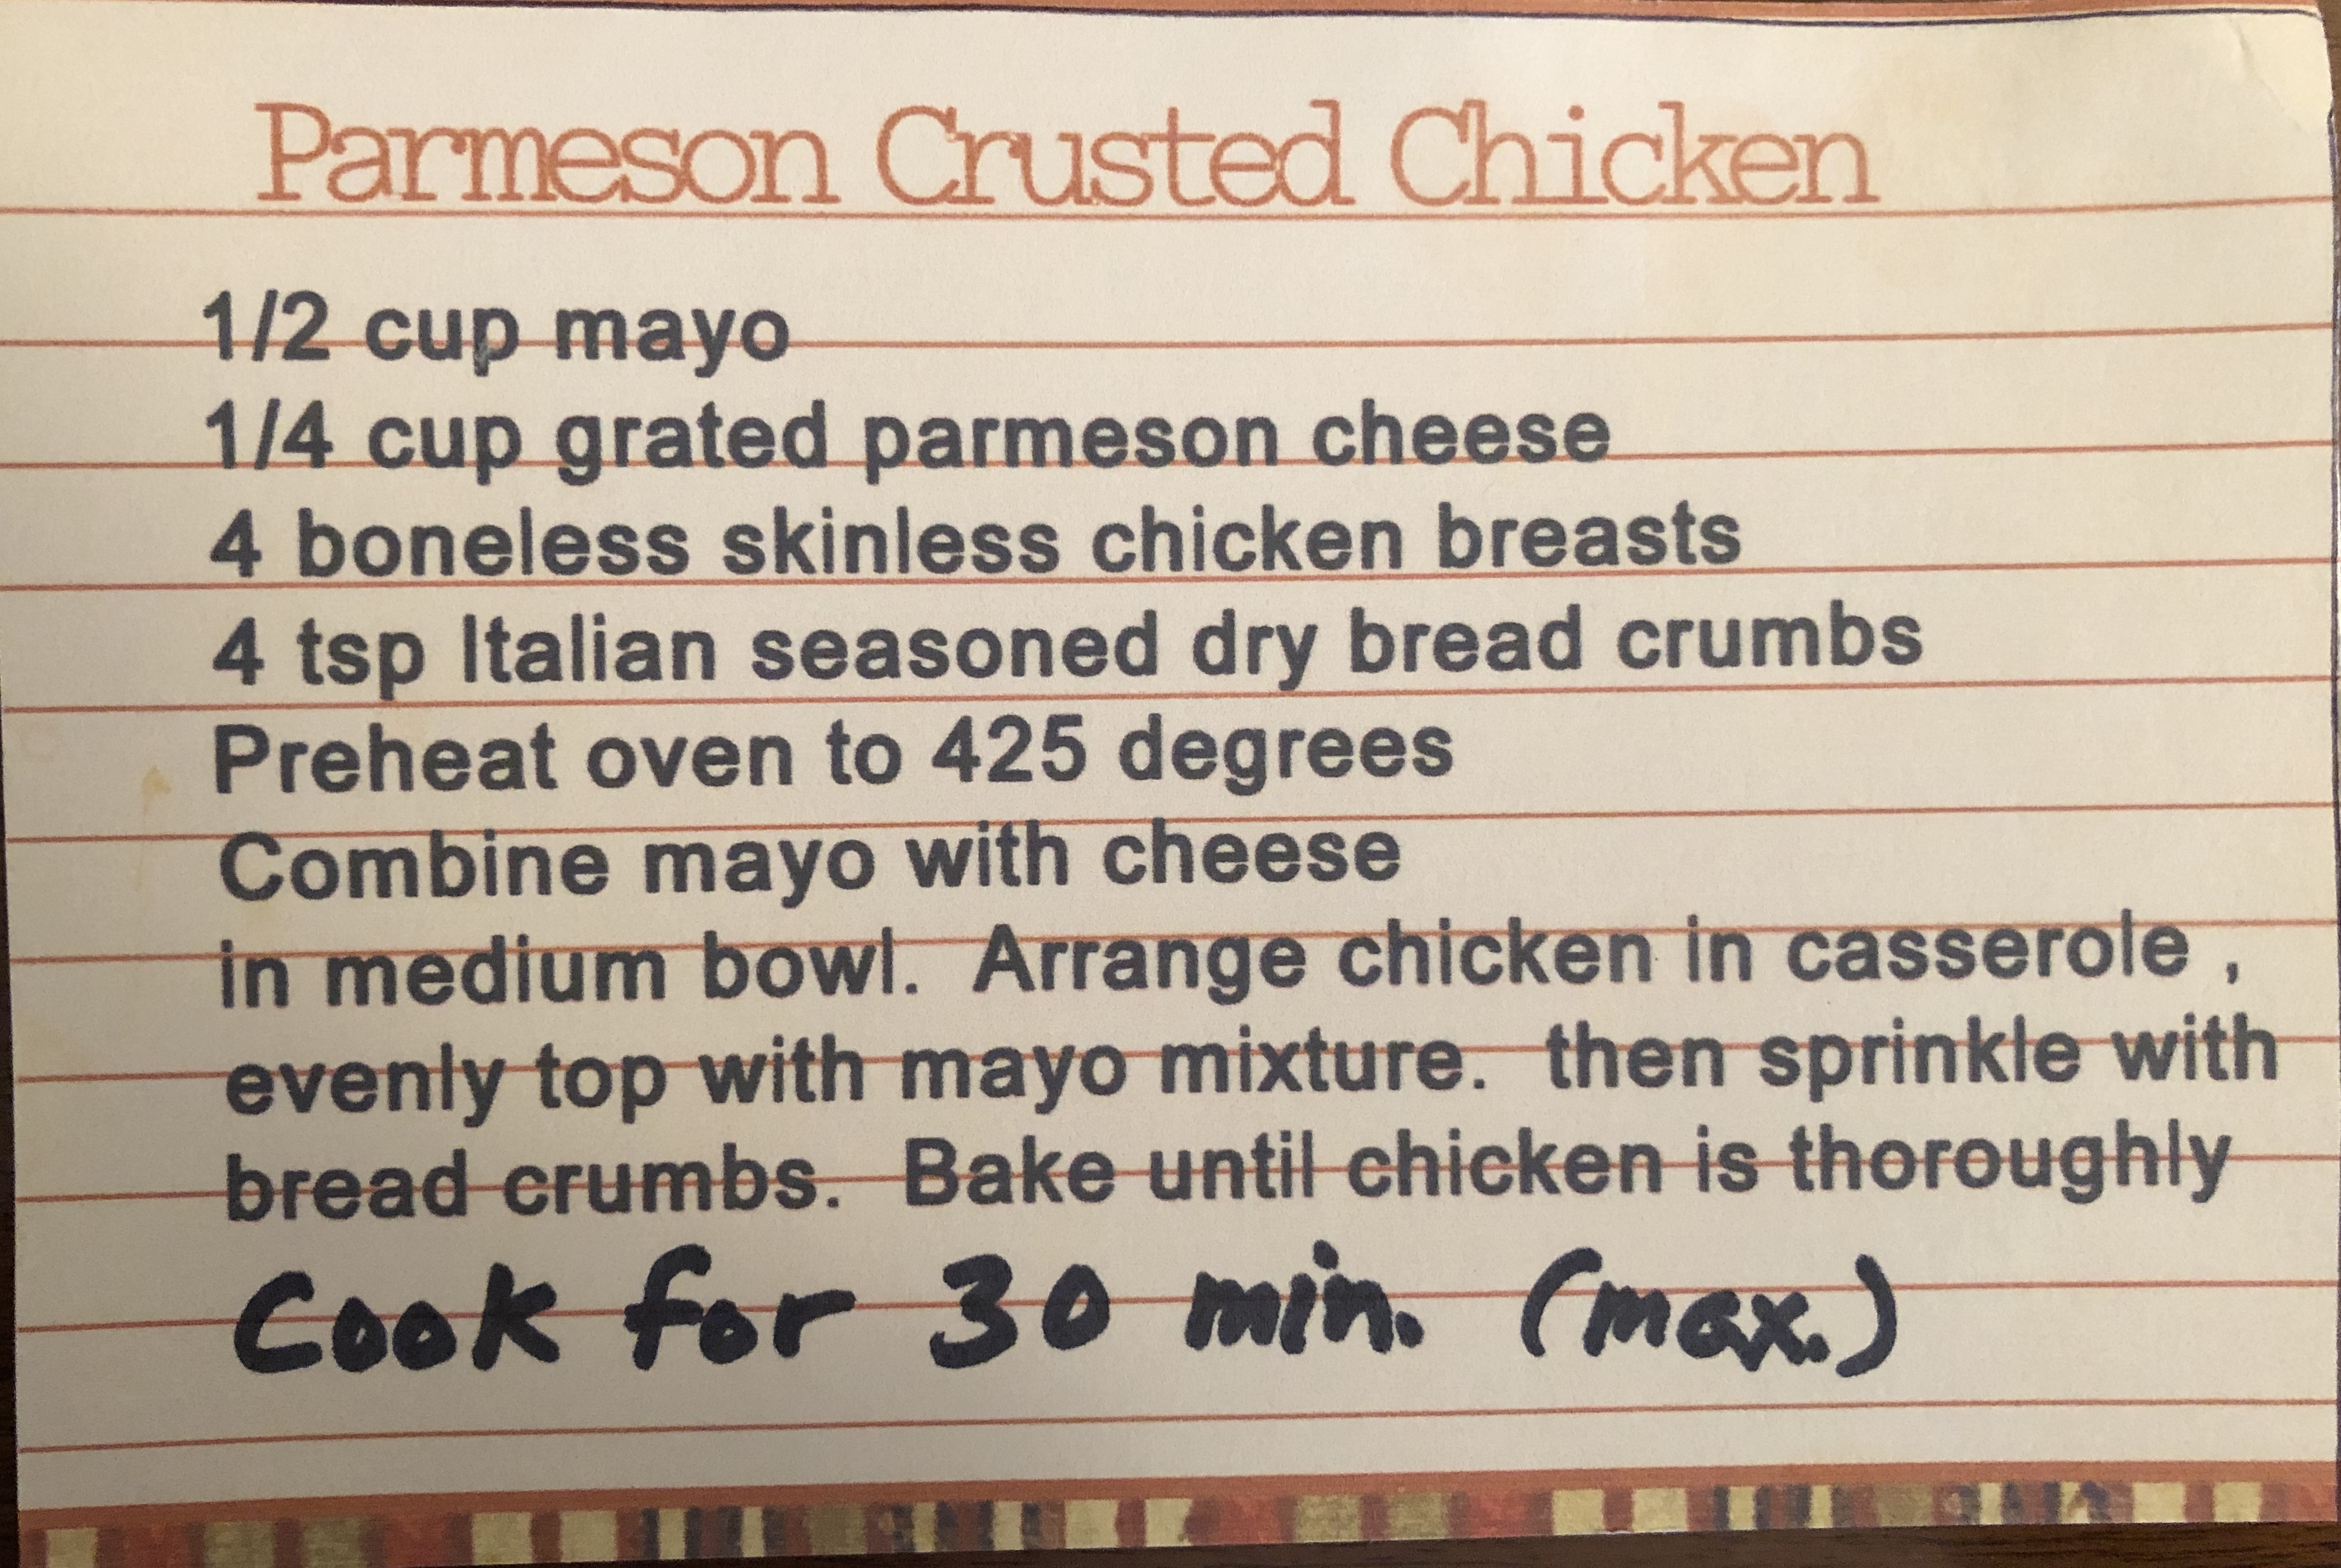 Parmeson Crusted Chicken
1/2 cup mayo
1/4 cup grated parmeson cheese
4 boneless skinless chicken breasts
4 tsp Italian seasoned dry bread crumbs
Preheat oven to 425 degrees
Combine mayo with cheese
in medium bowl.  Arrange chicken in casserole ,
evenly top with mayo mixture.  then sprinkle with
bread crumbs.  Bake until chicken is thoroughly
Cook for 30 min. (max.)